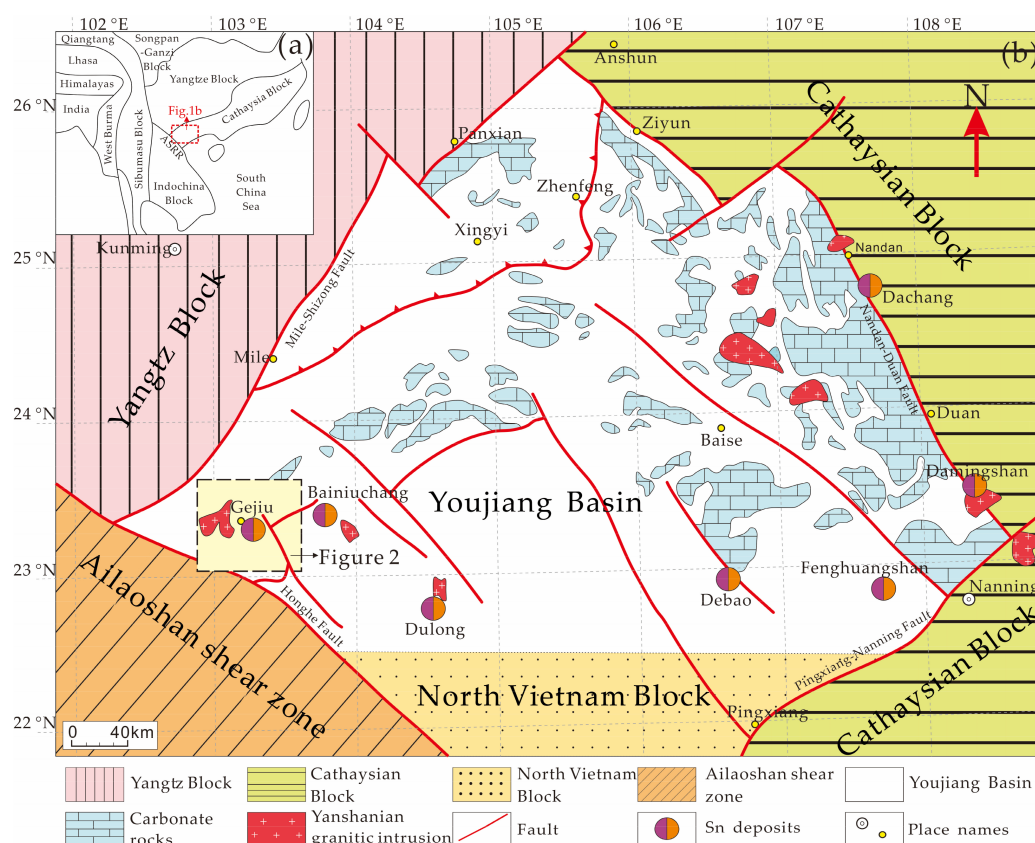 102 °E 103 °E 104 °E 105 °E 106 °E 107 °E 108 °E
26 °N
25 °N
24 °N
23 °N
22 °N
(a)
Qiangtang
Songpan
-Ganzi
Block
Lhasa
Himalayas
India
West Burma
Sibumasu Block
Yangtze Block
Cathaysia Block
Fig.1b
ASRR
Indochina
Block
South
China
Sea
(b)
N
Anshun
Ziyun
Panxian
Zhenfeng
Xingyi
Kunming
Cathaysian Block
Nandan
Dachang
Mile-Shizong Fault
Yangtz Block
Mile
Nandan-Duan Fault
Duan
Baise
Damingshan
Bainiuchang
Gejiu
Youjiang Basin
Figure 2
Ailaoshan shear zone
Honghe Fault
Dulong
Debao
Fenghuangshan
Nanning
Pingxiang-Nanning Fault
North Vietnam Block
Pingxiang
Cathaysian Block
0 40km
Yangtz Block
Cathaysian
Block
North Vietnam
Block
Ailaoshan shear
zone
Youjiang Basin
Carbonate
rocks
Yanshanian
granitic intrusion
Fault
Sn deposits
Place names